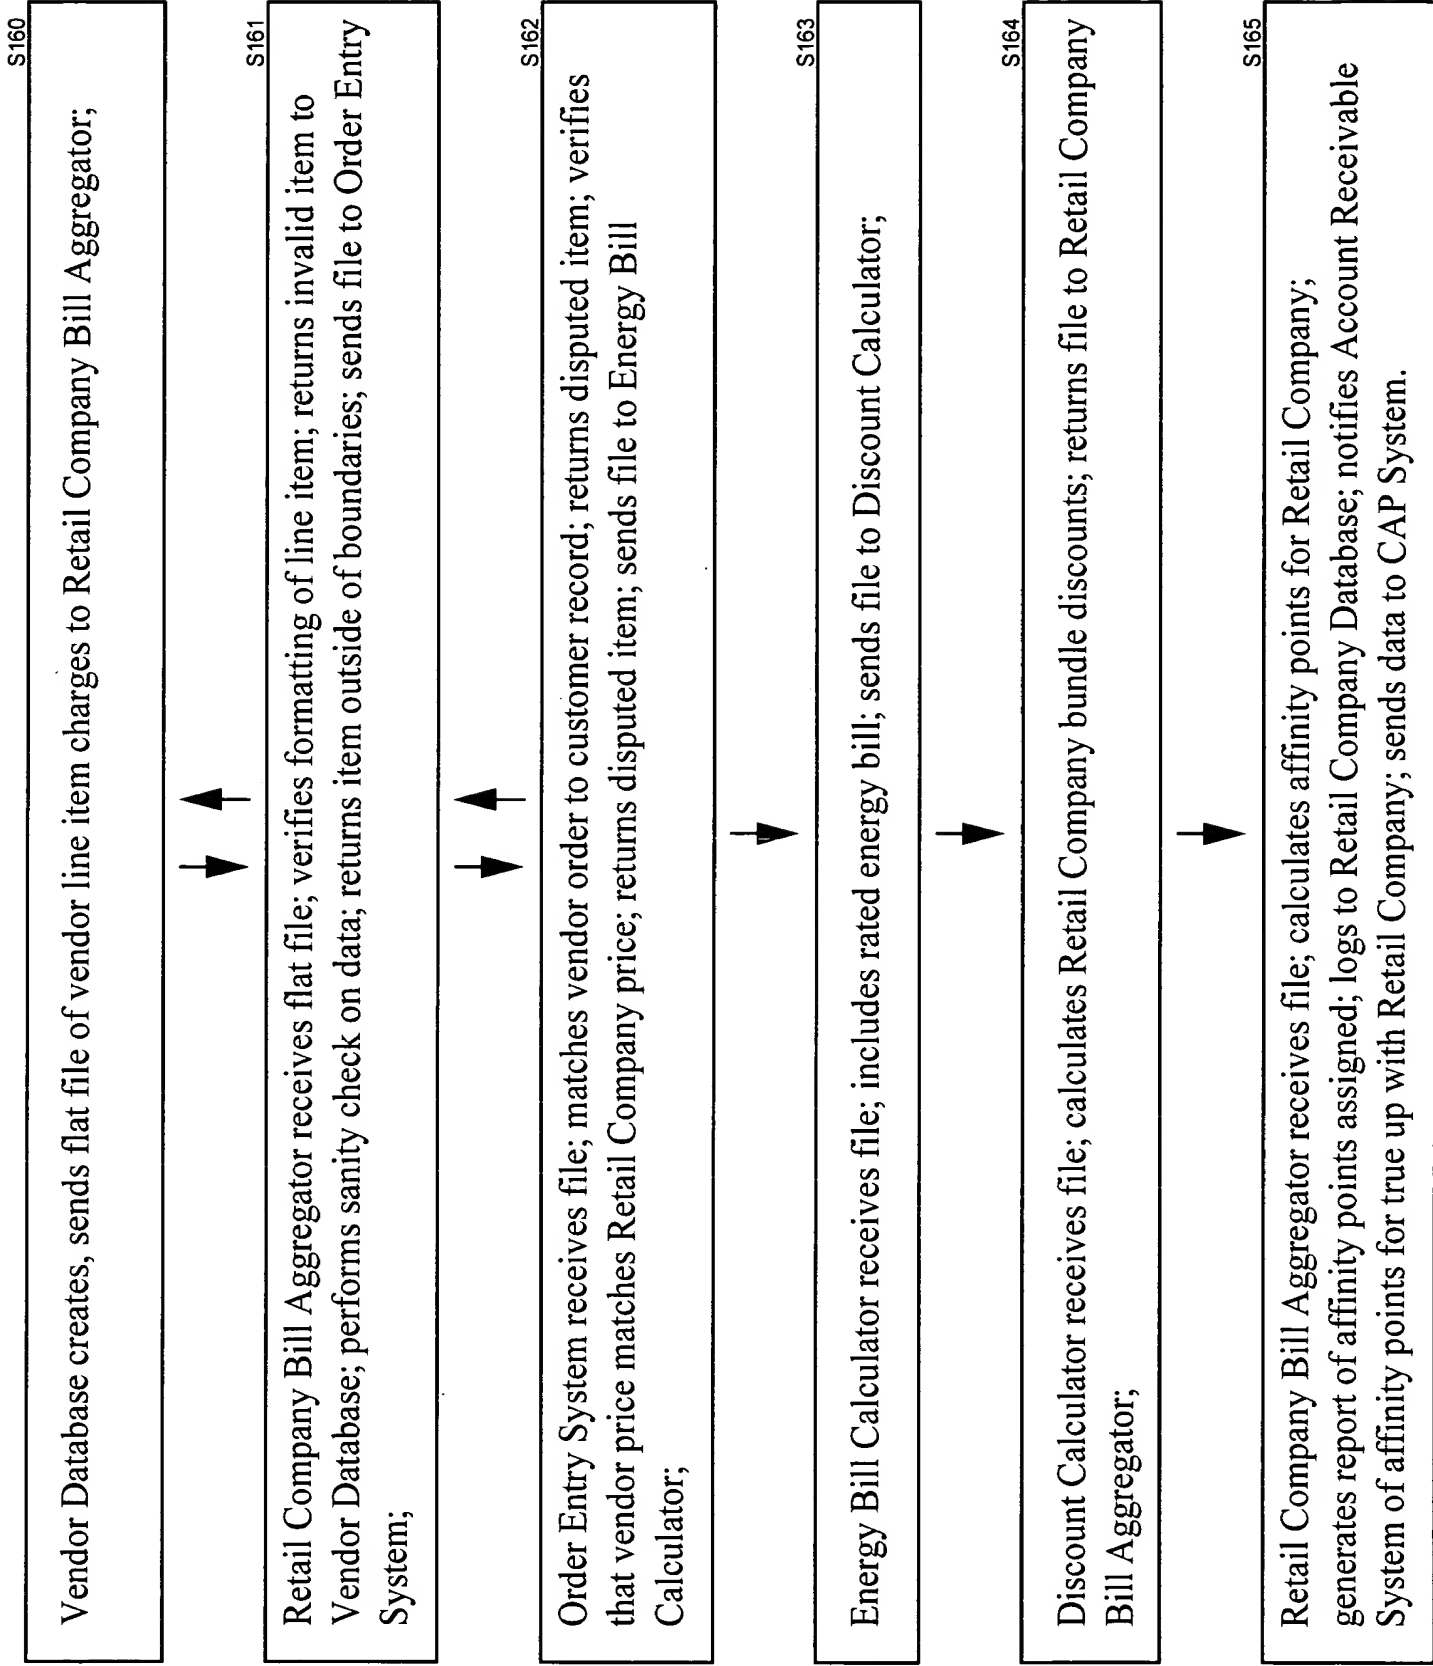 S160
Vendor Database creates, sends flat file of vendor line item charges to Retail Company Bill Aggregator;
S161
Retail Company Bill Aggregator receives flat file; verifies formatting of line item; returns invalid item to
Vendor Database; performs sanity check on data; returns item outside of boundaries; sends file to Order Entry
System;
S162
Order Entry System receives file; matches vendor order to customer record; returns disputed item; verifies
that vendor price matches Retail Company price; returns disputed item; sends file to Energy Bill
Calculator;
S163
Energy Bill Calculator receives file; includes rated energy bill; sends file to Discount Calculator;
S164
Discount Calculator receives file; calculates Retail Company bundle discounts; returns file to Retail Company
Bill Aggregator;
S165
Retail Company Bill Aggregator receives file; calculates affinity points for Retail Company;
generates report of affinity points assigned; logs to Retail Company Database; notifies Account Receivable
System of affinity points for true up with Retail Company; sends data to CAP System.